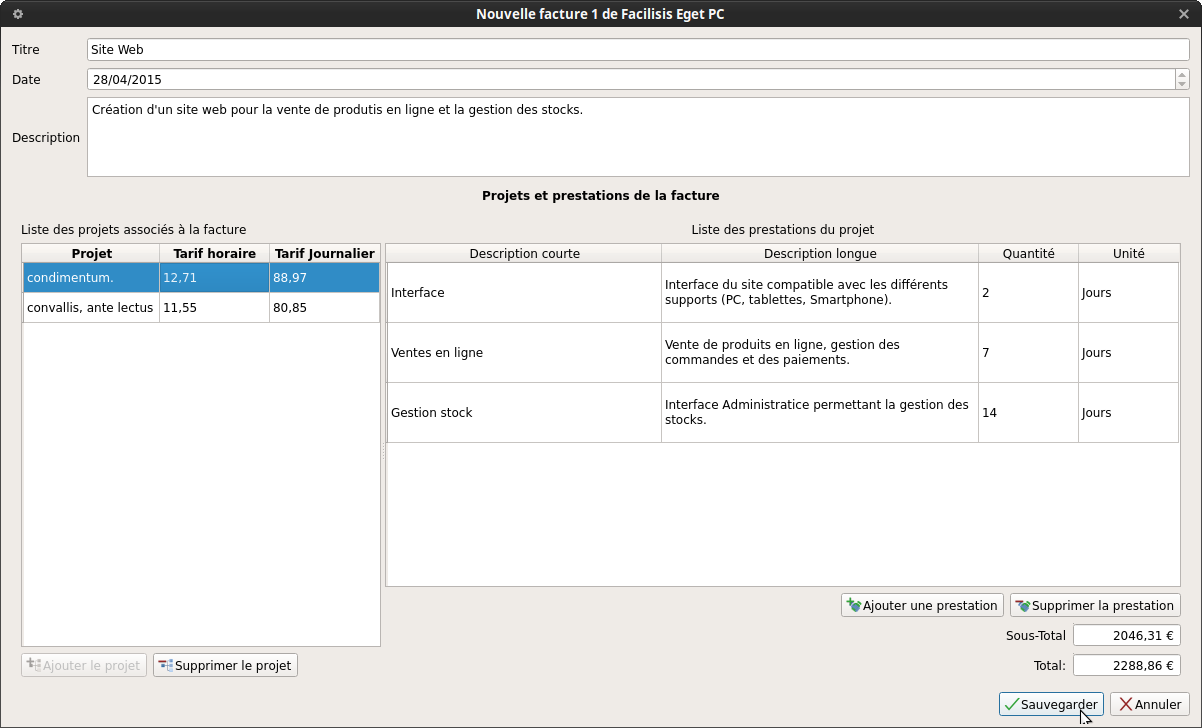 Nouvelle facture 1 de Facilisis Eget PC
Titre
Site Web
Date
28/04/2015
Description
Création d'un site web pour la vente de produtis en ligne et la gestion des stocks.
Projets et prestations de la facture
Liste des projets associés à la facture
Projet Tarif horaire Tarif Journalier
condimentum. 12,71 88,97
convallis, ante lectus 11,55 80,85
Liste des prestations du projet
Description courte Description longue Quantité Unité
Interface
Interface du site compatible avec les différents
supports (PC, tablettes, Smartphone).
2 Jours
Ventes en ligne
Vente de produits en ligne, gestion des
commandes et des paiements.
7 Jours
Gestion stock
Interface Administratice permettant la gestion des
stocks.
14 Jours
Ajouter une prestation Supprimer la prestation
Sous-Total 2046,31 €
Total: 2288,86 €
Ajouter le projet Supprimer le projet
Sauvegarder Annuler